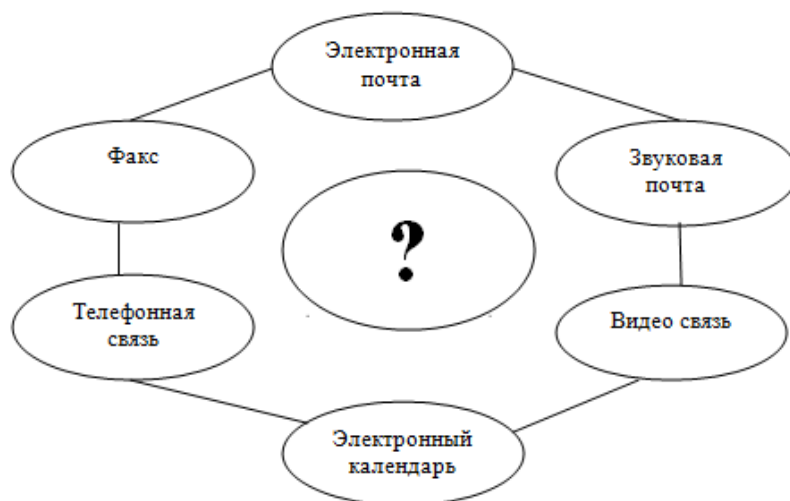 Электронная
почта
Факс
Звуковая
почта
?
Телефонная
связь
Видео связь
Электронный
календарь